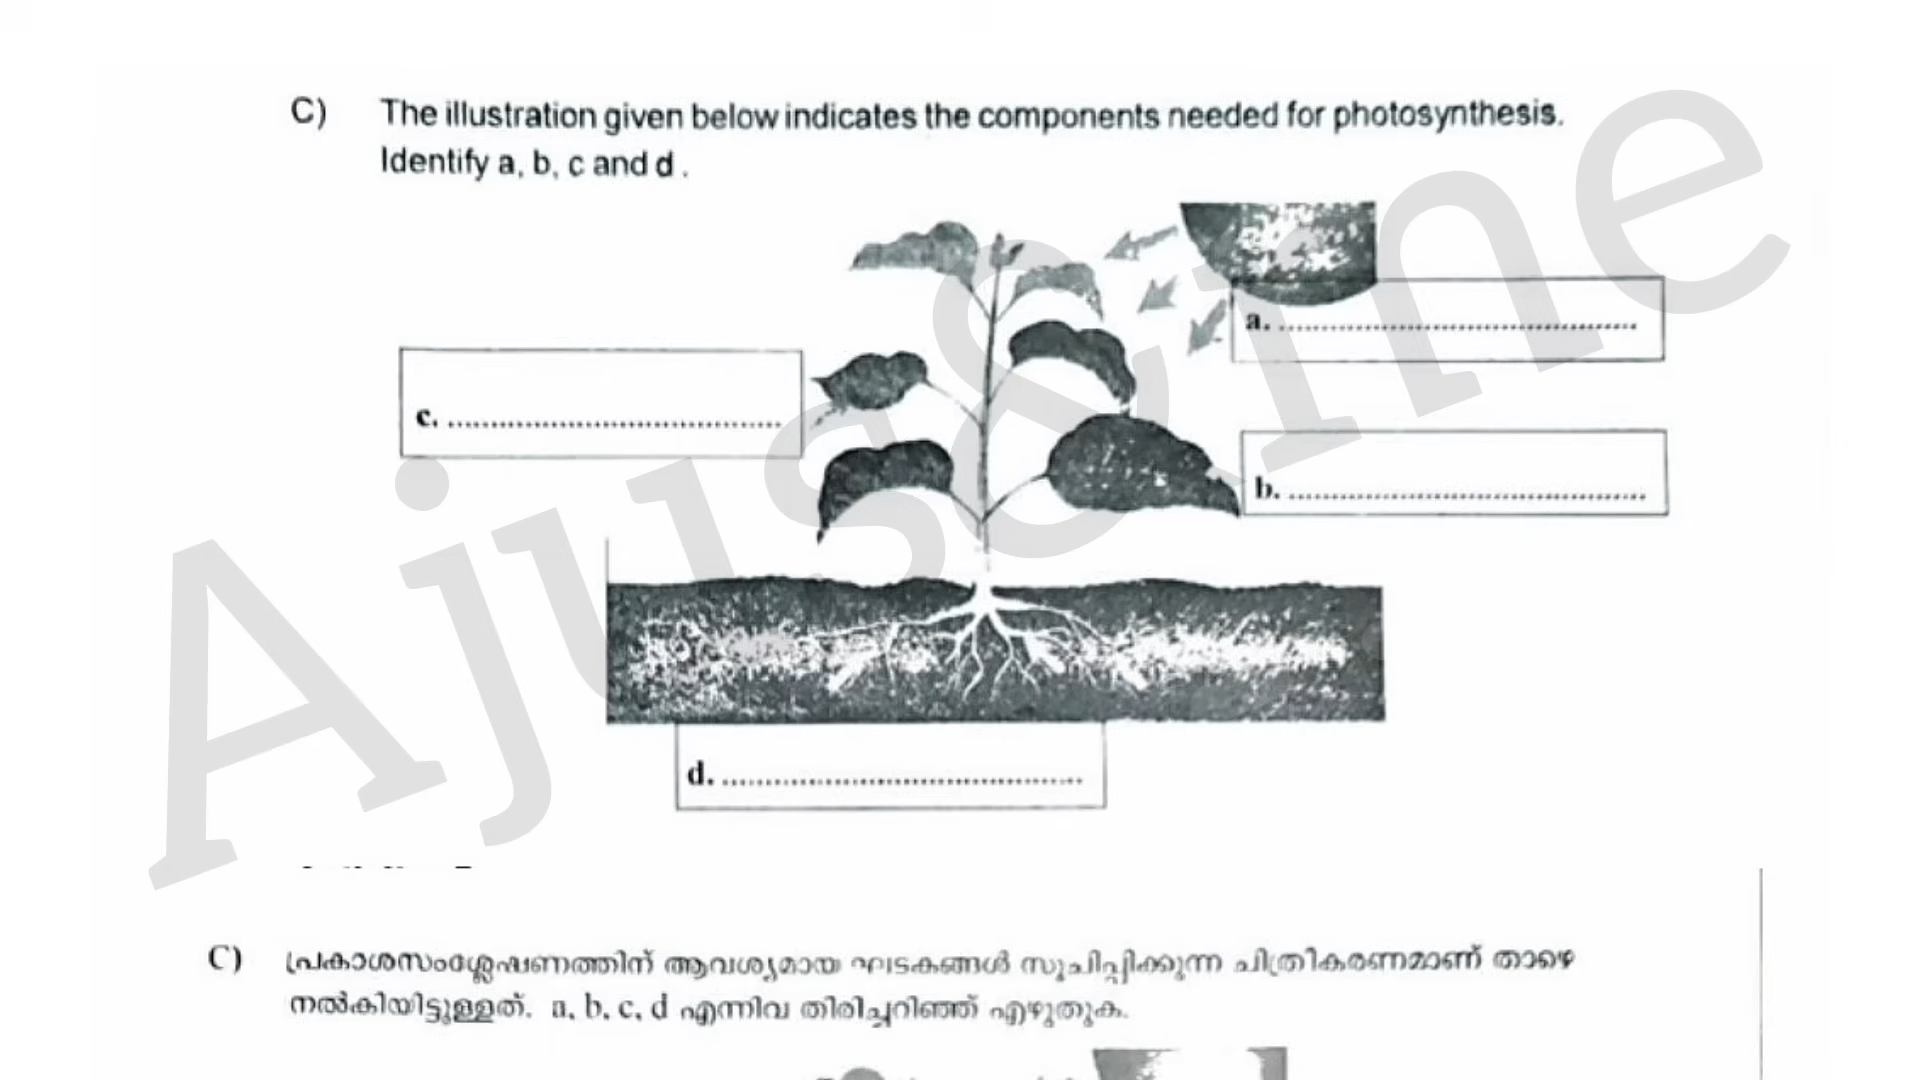 C) The illustration given below indicates the components needed for photosynthesis.
Identify a, b, c and d .
a. ..........................................
c. ..........................................
b. ..........................................
d. ..........................................
Ajus&me
C) പ്രകാശസംശ്ലേഷണത്തിന് ആവശ്യമായ ഘടകങ്ങൾ സൂചിപ്പിക്കുന്ന ചിത്രീകരണമാണ് താഴെ
നൽകിയിട്ടുള്ളത്. a, b, c, d എന്നിവ തിരിച്ചറിഞ്ഞ് എഴുതുക.